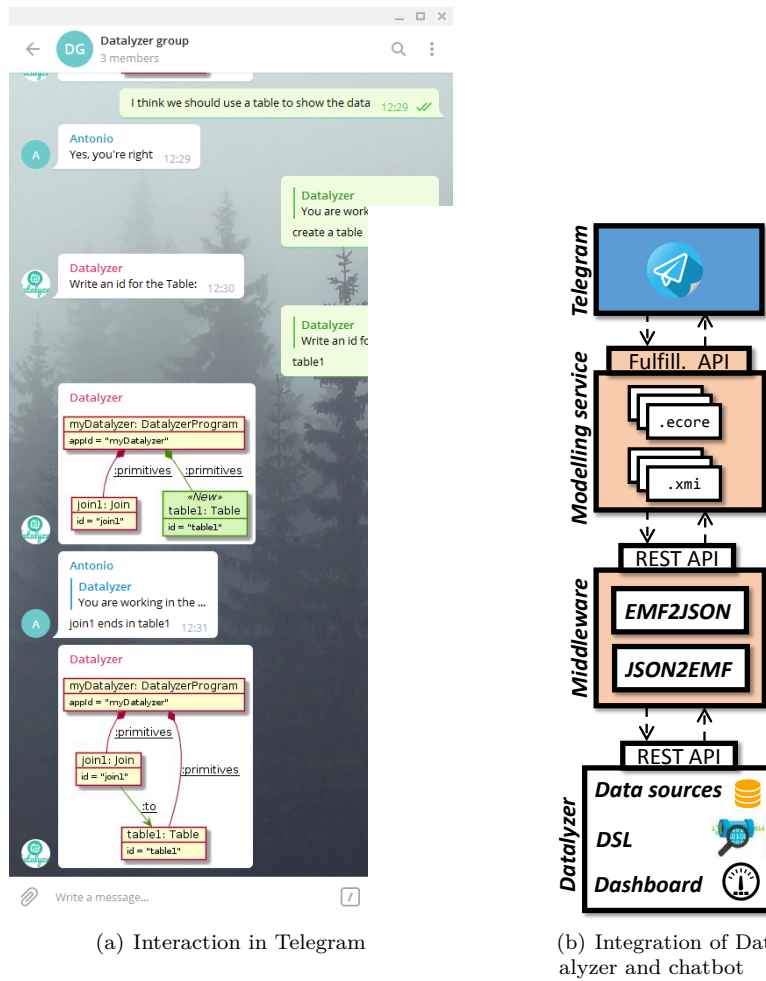 Datalyzer group
DG
3 members
I think we should use a table to show the data 12:29
Antonio
A
Yes, you're right 12:29
Datalyzer
You are work
create a table
Datalyzer
Write an id for the Table: 12:30
Datalyzer
Write an id fo
table1
Datalyzer
myDatalyzer: DatalyzerProgram
appId = "myDatalyzer"
:primitives :primitives
«New»
join1: Join
table1: Table
id = "join1"
id = "table1"
Antonio
Datalyzer
You are working in the ...
A
join1 ends in table1 12:31
Datalyzer
myDatalyzer: DatalyzerProgram
appId = "myDatalyzer"
:primitives
join1: Join
:primitives
id = "join1"
:to
table1: Table
id = "table1"
Write a message...
/
(a) Interaction in Telegram
Telegram
Fulfill. API
Modelling service
.ecore
.xmi
REST API
Middleware
EMF2JSON
JSON2EMF
REST API
Datalyzer
Data sources
DSL
Dashboard
(b) Integration of Dat
alyzer and chatbot